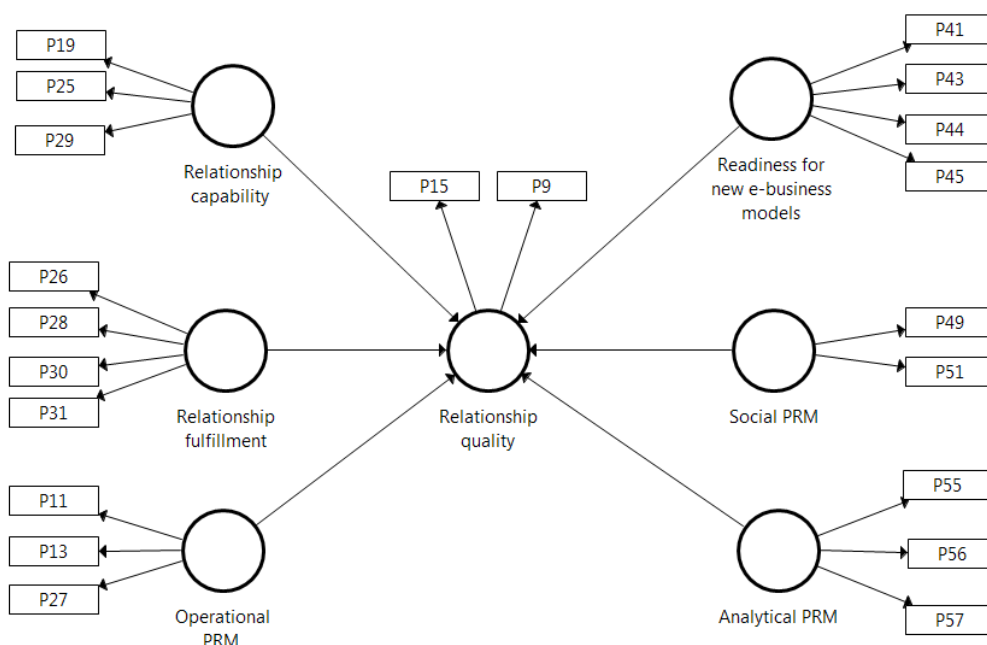 P19
P25
P29
Relationship
capability
P41
P43
P44
P45
Readiness for
new e-business
models
P15
P9
P26
P28
P30
P31
Relationship
fulfillment
Relationship
quality
P49
P51
Social PRM
P11
P13
P27
Operational
PRM
P55
P56
P57
Analytical PRM